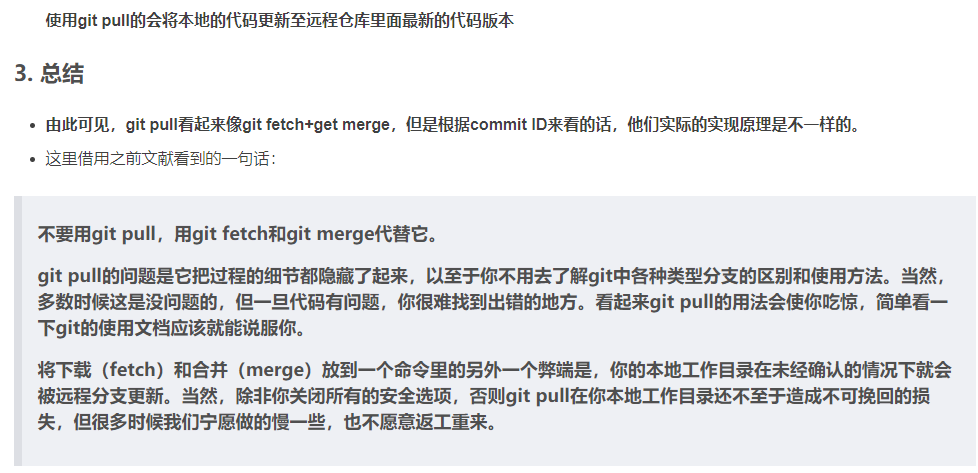 使用git pull的会将本地的代码更新至远程仓库里面最新的代码版本
3. 总结
• 由此可见，git pull看起来像git fetch+get merge，但是根据commit ID来看的话，他们实际的实现原理是不一样的。
• 这里借用之前文献看到的一句话：
不要用git pull，用git fetch和git merge代替它。
git pull的问题是它把过程的细节都隐藏了起来，以至于你不用去了解git中各种类型分支的区别和使用方法。当然，
多数时候这是没问题的，但一旦代码有问题，你很难找到出错的地方。看起来git pull的用法会使你吃惊，简单看一
下git的使用文档应该就能说服你。
将下载（fetch）和合并（merge）放到一个命令里的另外一个弊端是，你的本地工作目录在未经确认的情况下就会
被远程分支更新。当然，除非你关闭所有的安全选项，否则git pull在你本地工作目录还不至于造成不可挽回的损
失，但很多时候我们宁愿做的慢一些，也不愿意返工重来。